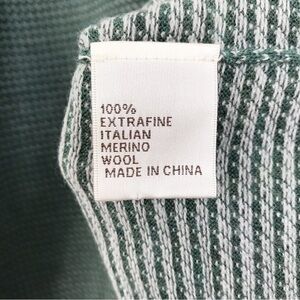 100%
EXTRAFINE
ITALIAN
MERINO
WOOL
MADE IN CHINA